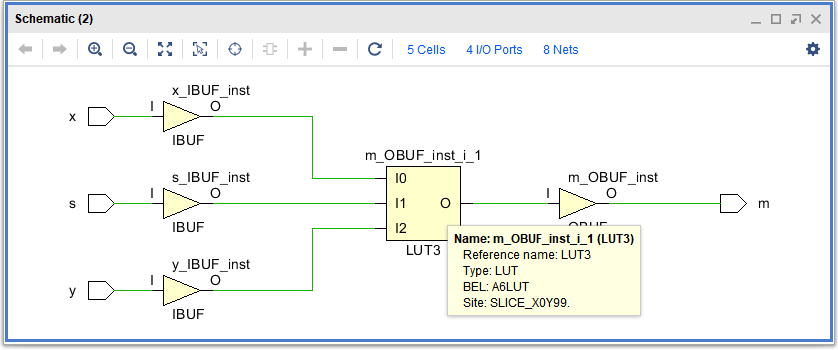 Schematic (2)
5 Cells 4 I/O Ports 8 Nets
x_IBUF_inst
x I O
IBUF
m_OBUF_inst_i_1
s_IBUF_inst
I0
m_OBUF_inst
s I O
I1 O
I O
m
IBUF
I2
OBUF
LUT3
y_IBUF_inst
y I O
IBUF
Name: m_OBUF_inst_i_1 (LUT3)
Reference name: LUT3
Type: LUT
BEL: A6LUT
Site: SLICE_X0Y99.